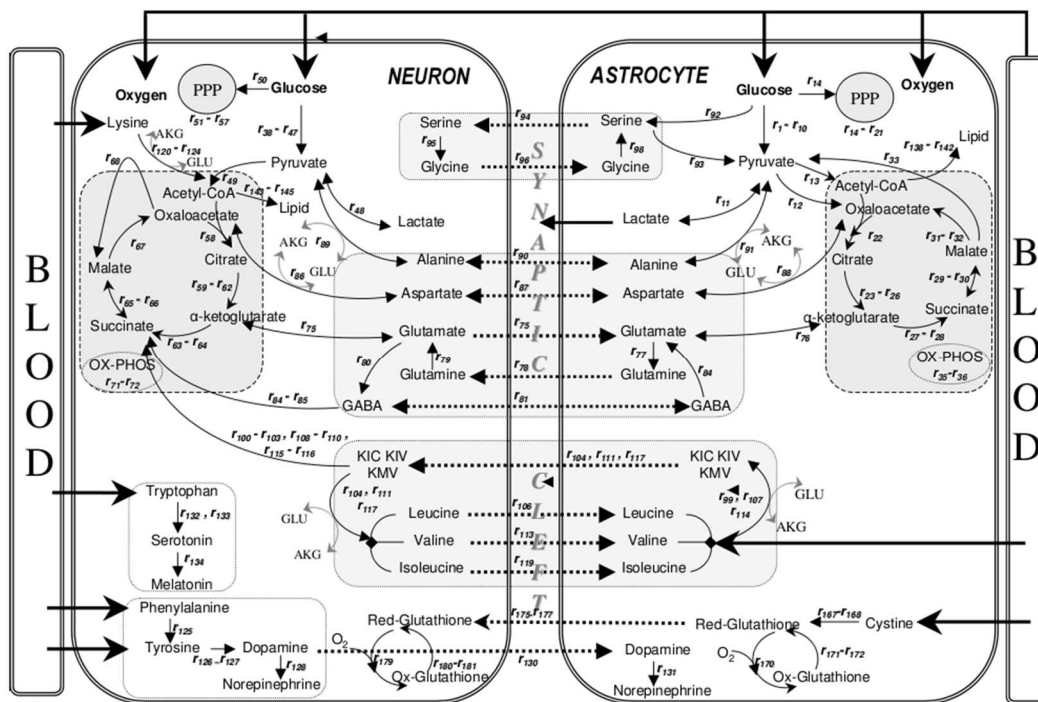 NEURON
ASTROCYTE
BLOOD
BLOOD
SYNAPTIC
CLEFT
Oxygen
PPP
r50
Glucose
r51 - r57
Lysine
AKG
r120 - r124
GLU
r38 - r47
r68
Pyruvate
r49
Acetyl-CoA
r143 - r145
Lipid
Oxaloacetate
r58
r67
r48
Lactate
AKG
r89
GLU
r86
Malate
Citrate
r59 - r62
r65 - r66
α-ketoglutarate
Succinate
r63 - r64
OX-PHOS
r71 - r72
r75
Alanine
Aspartate
Glutamate
r80
r79
Glutamine
GABA
r84 - r85
Serine
r95
Glycine
r94
r96
Serine
r98
Glycine
r92
r93
r90
r87
r75
r78
r81
Glucose
r14
PPP
Oxygen
r14 - r21
r1 - r10
Lipid
r138 - r142
r33
Pyruvate
r13
Acetyl-CoA
r12
Oxaloacetate
r11
Lactate
r91
AKG
GLU
r88
r22
r31 - r32
Citrate
Malate
r29 - r30
r23 - r26
Succinate
α-ketoglutarate
r27 - r28
r76
OX-PHOS
r35 - r36
Alanine
Aspartate
Glutamate
r77
r84
Glutamine
GABA
r100 - r103 , r108 - r110 ,
r115 - r116
KIC KIV
KMV
r104 , r111
r117
GLU
AKG
Leucine
Valine
Isoleucine
r104 , r111 , r117
r106
r113
r119
KIC KIV
KMV
r99 , r107
r114
GLU
AKG
Leucine
Valine
Isoleucine
Tryptophan
r132 , r133
Serotonin
r134
Melatonin
Phenylalanine
r125
Tyrosine
r126 - r127
Dopamine
r128
Norepinephrine
Red-Glutathione
O2
r179
r180 - r181
Ox-Glutathione
r175 - r177
r130
Red-Glutathione
r167 - r168
Cystine
O2
r170
r171 - r172
Ox-Glutathione
Dopamine
r131
Norepinephrine